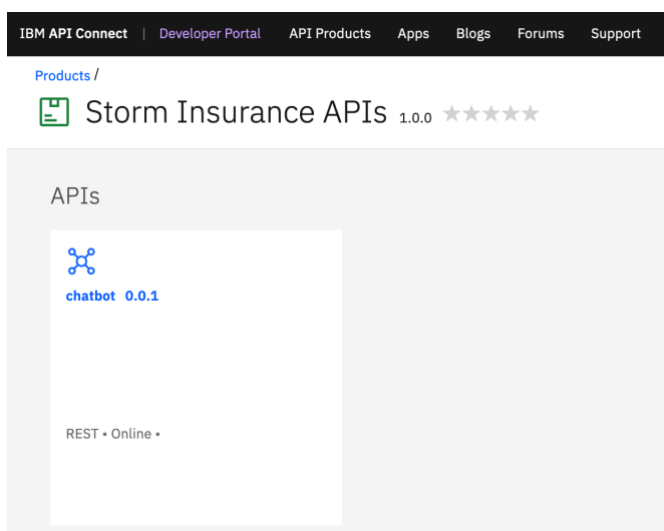 IBM API Connect | Developer Portal API Products Apps Blogs Forums Support
Products /
Storm Insurance APIs 1.0.0
APIs
chatbot 0.0.1
REST • Online •